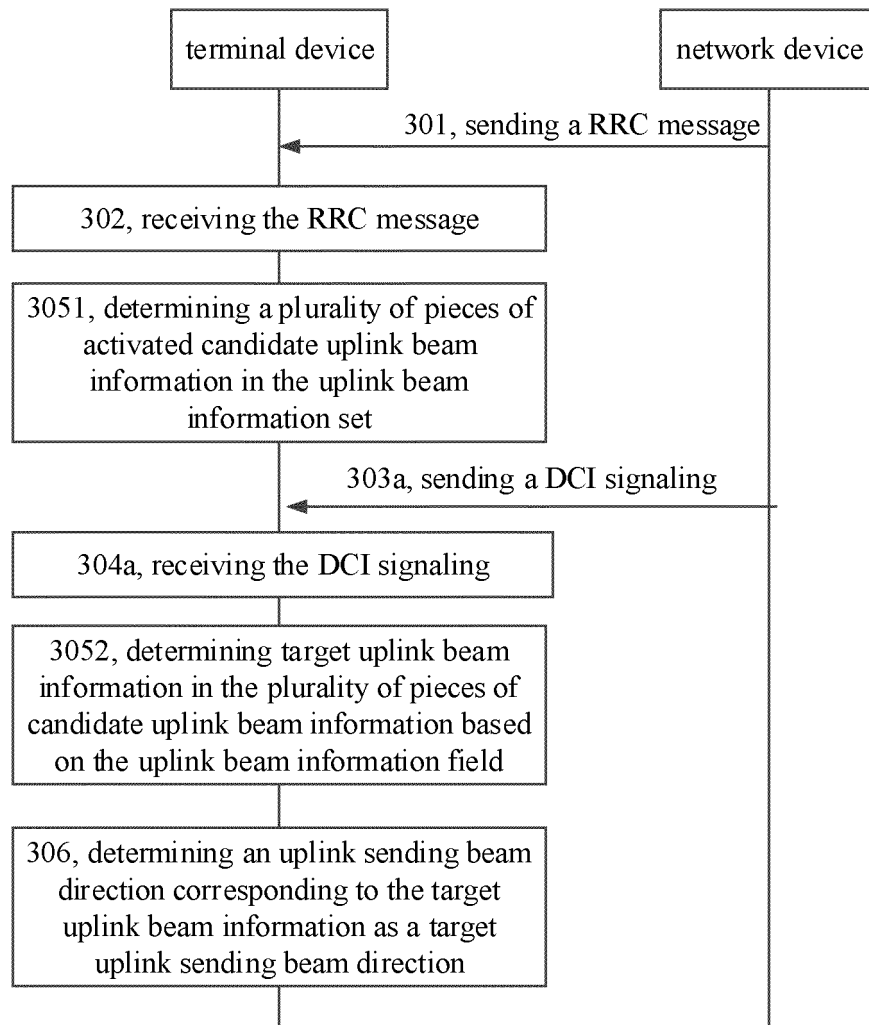 terminal device
network device
301, sending a RRC message
302, receiving the RRC message
3051, determining a plurality of pieces of
activated candidate uplink beam
information in the uplink beam
information set
303a, sending a DCI signaling
304a, receiving the DCI signaling
3052, determining target uplink beam
information in the plurality of pieces of
candidate uplink beam information based
on the uplink beam information field
306, determining an uplink sending beam
direction corresponding to the target
uplink beam information as a target
uplink sending beam direction